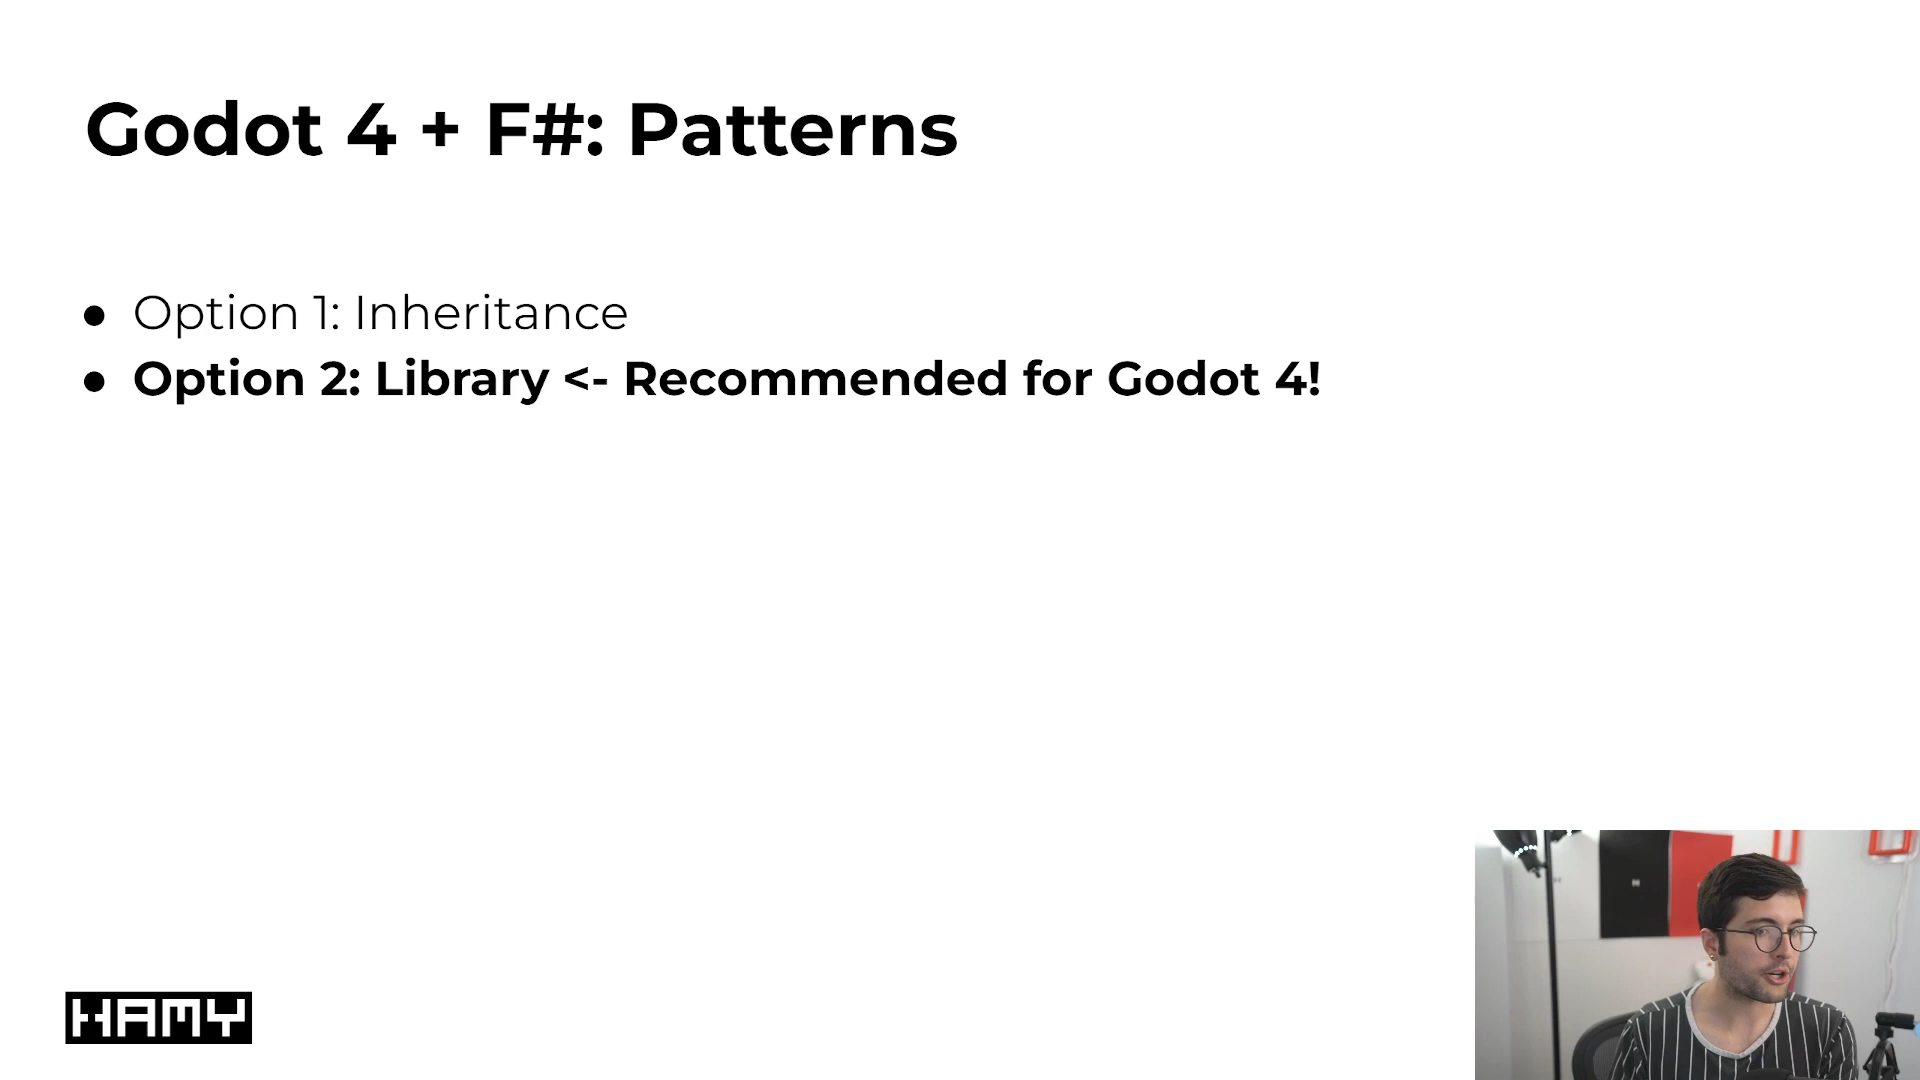 Godot 4 + F#: Patterns
● Option 1: Inheritance
● Option 2: Library <- Recommended for Godot 4!
HAMY